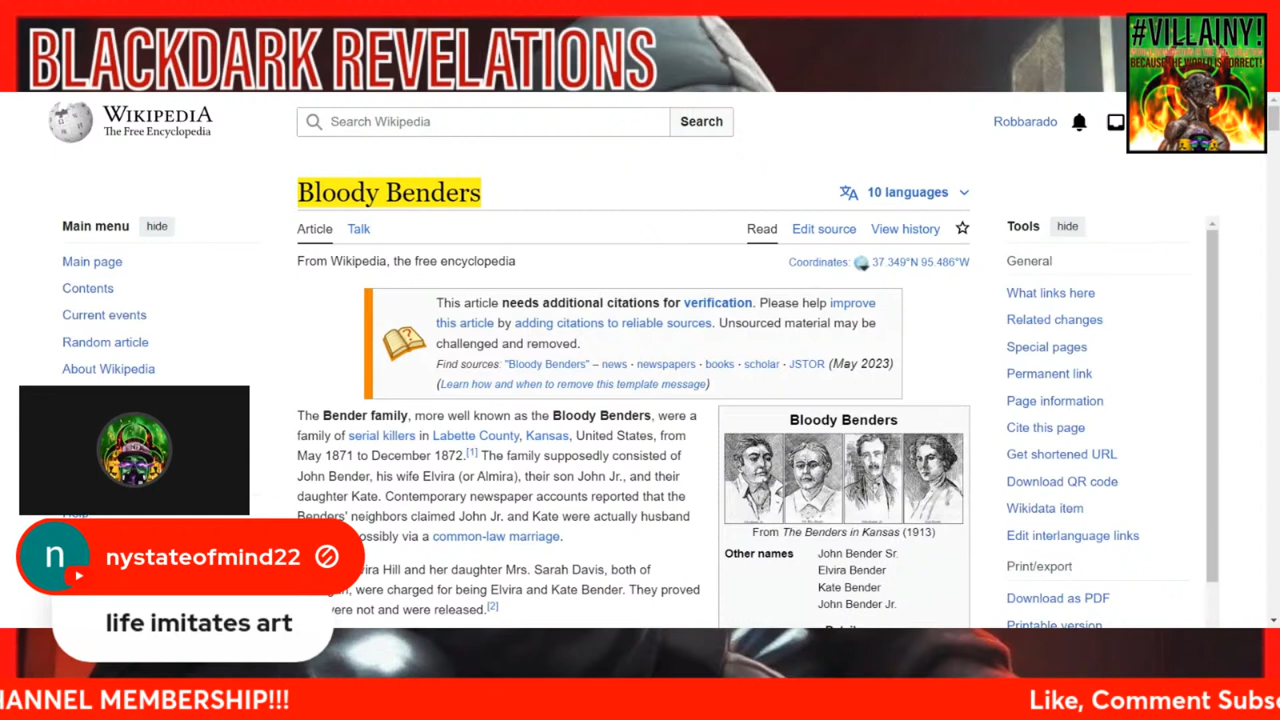 BLACKDARK REVELATIONS
#VILLAINY!
BECAUSE THE WORLD IS CORRECT!
WIKIPEDIA
The Free Encyclopedia
Search Wikipedia
Search
Robbarado
Bloody Benders
10 languages
Main menu hide
Article Talk
Read Edit source View history
Tools hide
From Wikipedia, the free encyclopedia
Coordinates: 37.349°N 95.486°W
General
Main page
Contents
Current events
Random article
About Wikipedia
Help
This article needs additional citations for verification. Please help improve
this article by adding citations to reliable sources. Unsourced material may be
challenged and removed.
Find sources: "Bloody Benders" – news · newspapers · books · scholar · JSTOR (May 2023)
(Learn how and when to remove this template message)
What links here
Related changes
Special pages
Permanent link
Page information
Cite this page
Get shortened URL
Download QR code
Wikidata item
Edit interlanguage links
Print/export
Download as PDF
Printable version
The Bender family, more well known as the Bloody Benders, were a
family of serial killers in Labette County, Kansas, United States, from
May 1871 to December 1872.[1] The family supposedly consisted of
John Bender, his wife Elvira (or Almira), their son John Jr., and their
daughter Kate. Contemporary newspaper accounts reported that the
Benders' neighbors claimed John Jr. and Kate were actually husband
ossibly via a common-law marriage.
ira Hill and her daughter Mrs. Sarah Davis, both of
, were charged for being Elvira and Kate Bender. They proved
were not and were released.[2]
Bloody Benders
From The Benders in Kansas (1913)
Other names John Bender Sr.
Elvira Bender
Kate Bender
John Bender Jr.
n
nystateofmind22
life imitates art
HANNEL MEMBERSHIP!!!
Like, Comment Subs